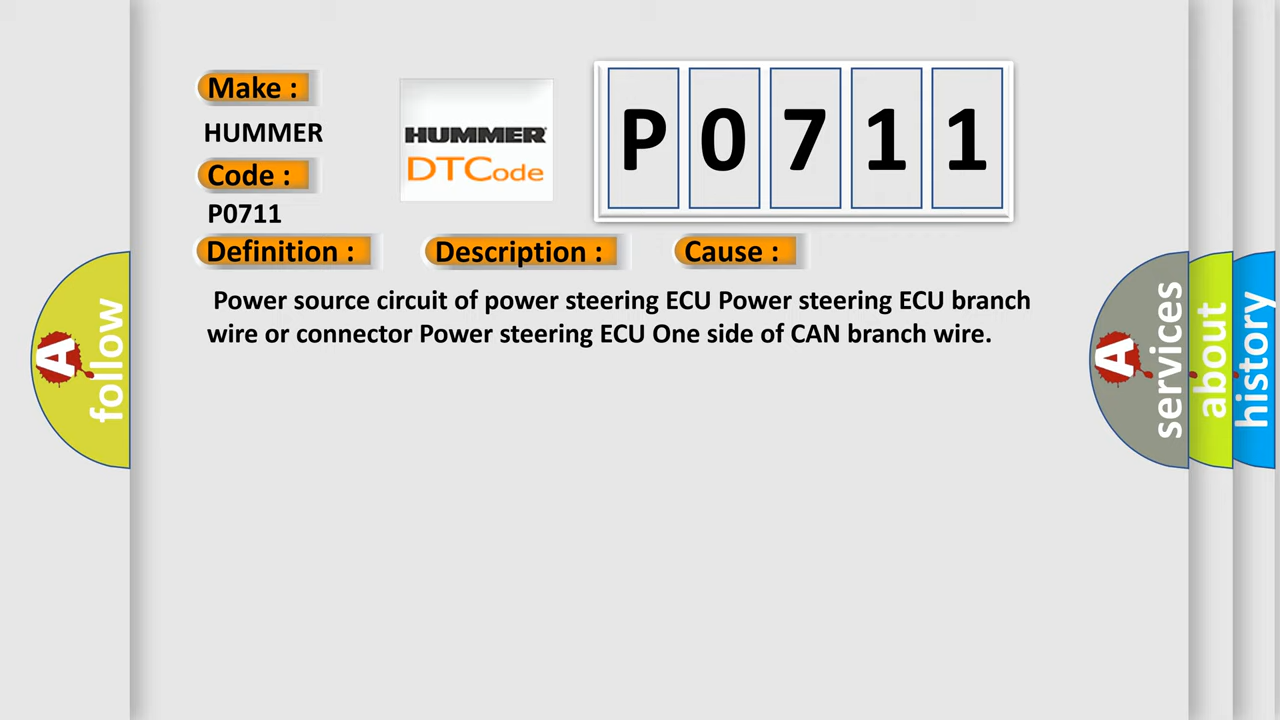 Make :
HUMMER
Code :
P0711
HUMMER
DTCode
P0711
Definition :
Description :
Cause :
Power source circuit of power steering ECU Power steering ECU branch
wire or connector Power steering ECU One side of CAN branch wire.
A follow
A services
about
history